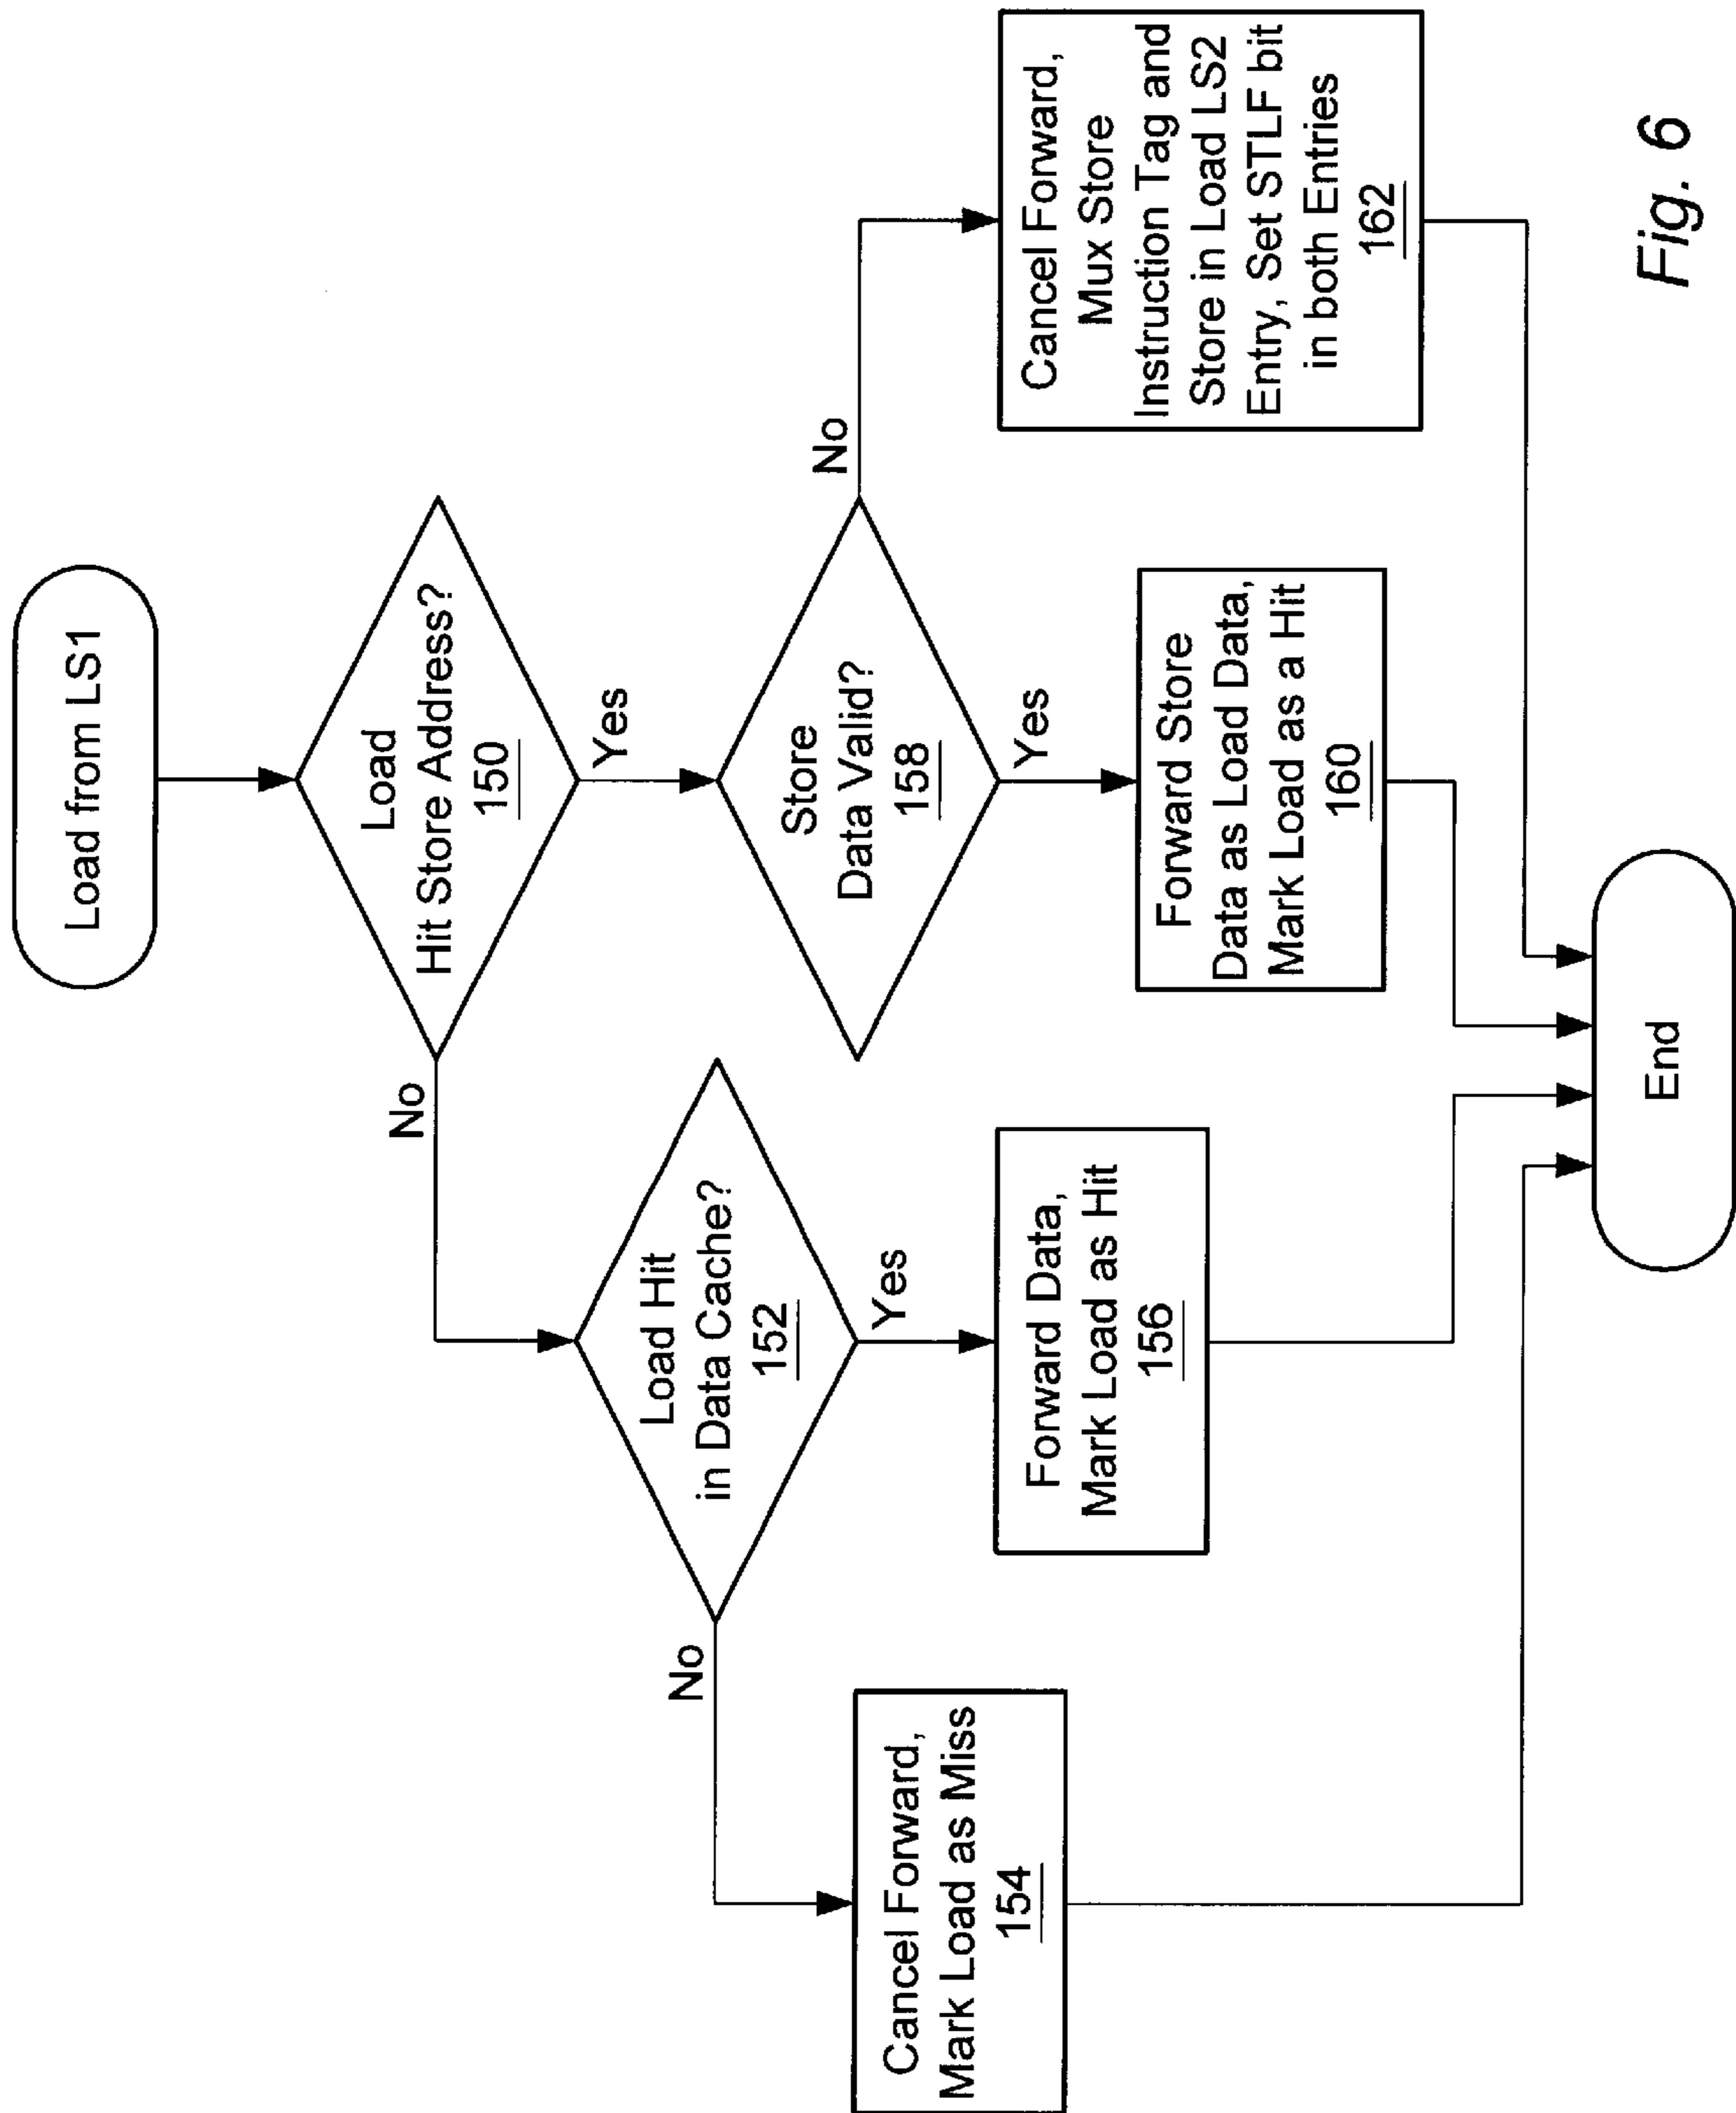 Load from LS1
Load
Hit Store Address?
150
No
Yes
Load Hit
in Data Cache?
152
Store
Data Valid?
158
No
Yes
Yes
No
Cancel Forward,
Mark Load as Miss
154
Forward Data,
Mark Load as Hit
156
Forward Store
Data as Load Data,
Mark Load as a Hit
160
Cancel Forward,
Mux Store
Instruction Tag and
Store in Load LS2
Entry, Set STLF bit
in both Entries
162
End
Fig. 6